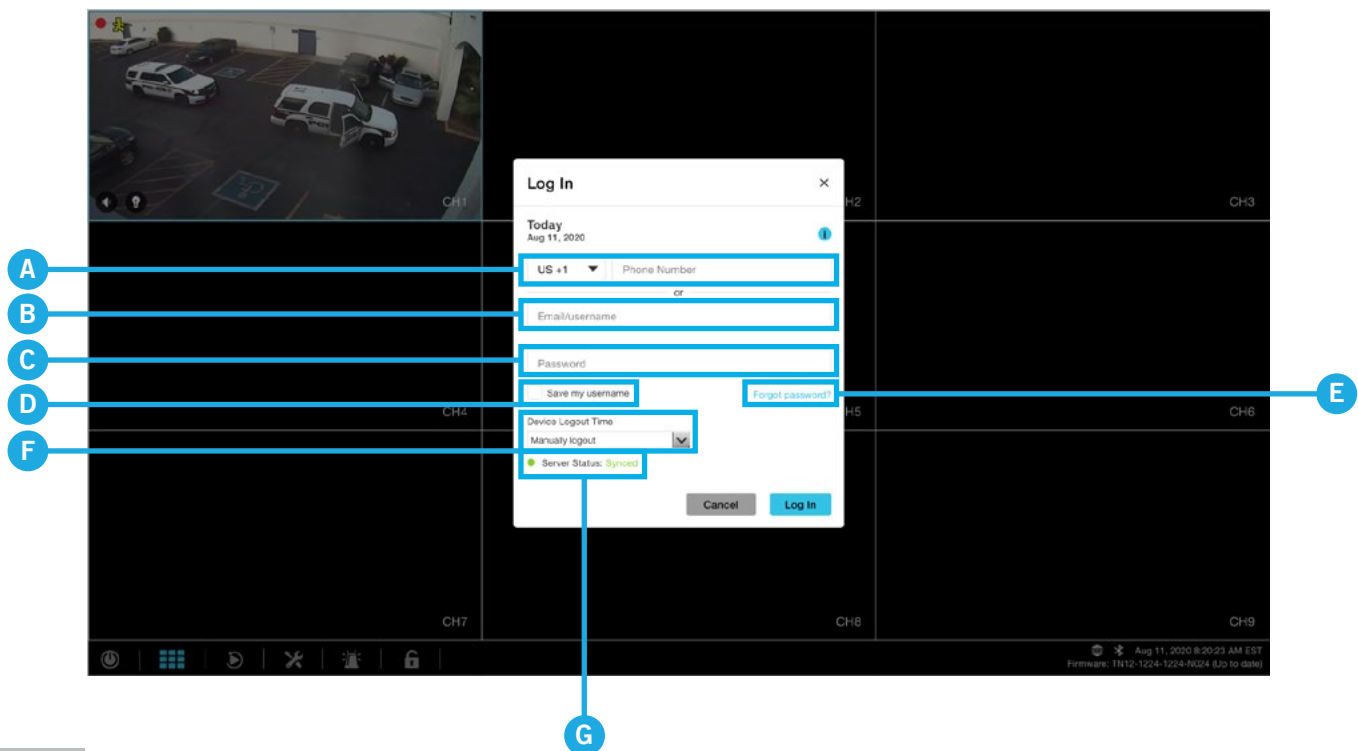 CH1
H2
CH3
Log In
Today
Aug 11, 2020
A
US +1 Phone Number
or
B
Email/username
C
Password
D
Save my username Forgot password?
E
CH4
H5
CH6
Device Logout Time
F
Manually logout
Server Status: Synced
Cancel Log In
CH7
CH8
CH9
Aug 11, 2020 8:20:23 AM EST
Firmware: TN12-1224-1224-N024 (Up to date)
G